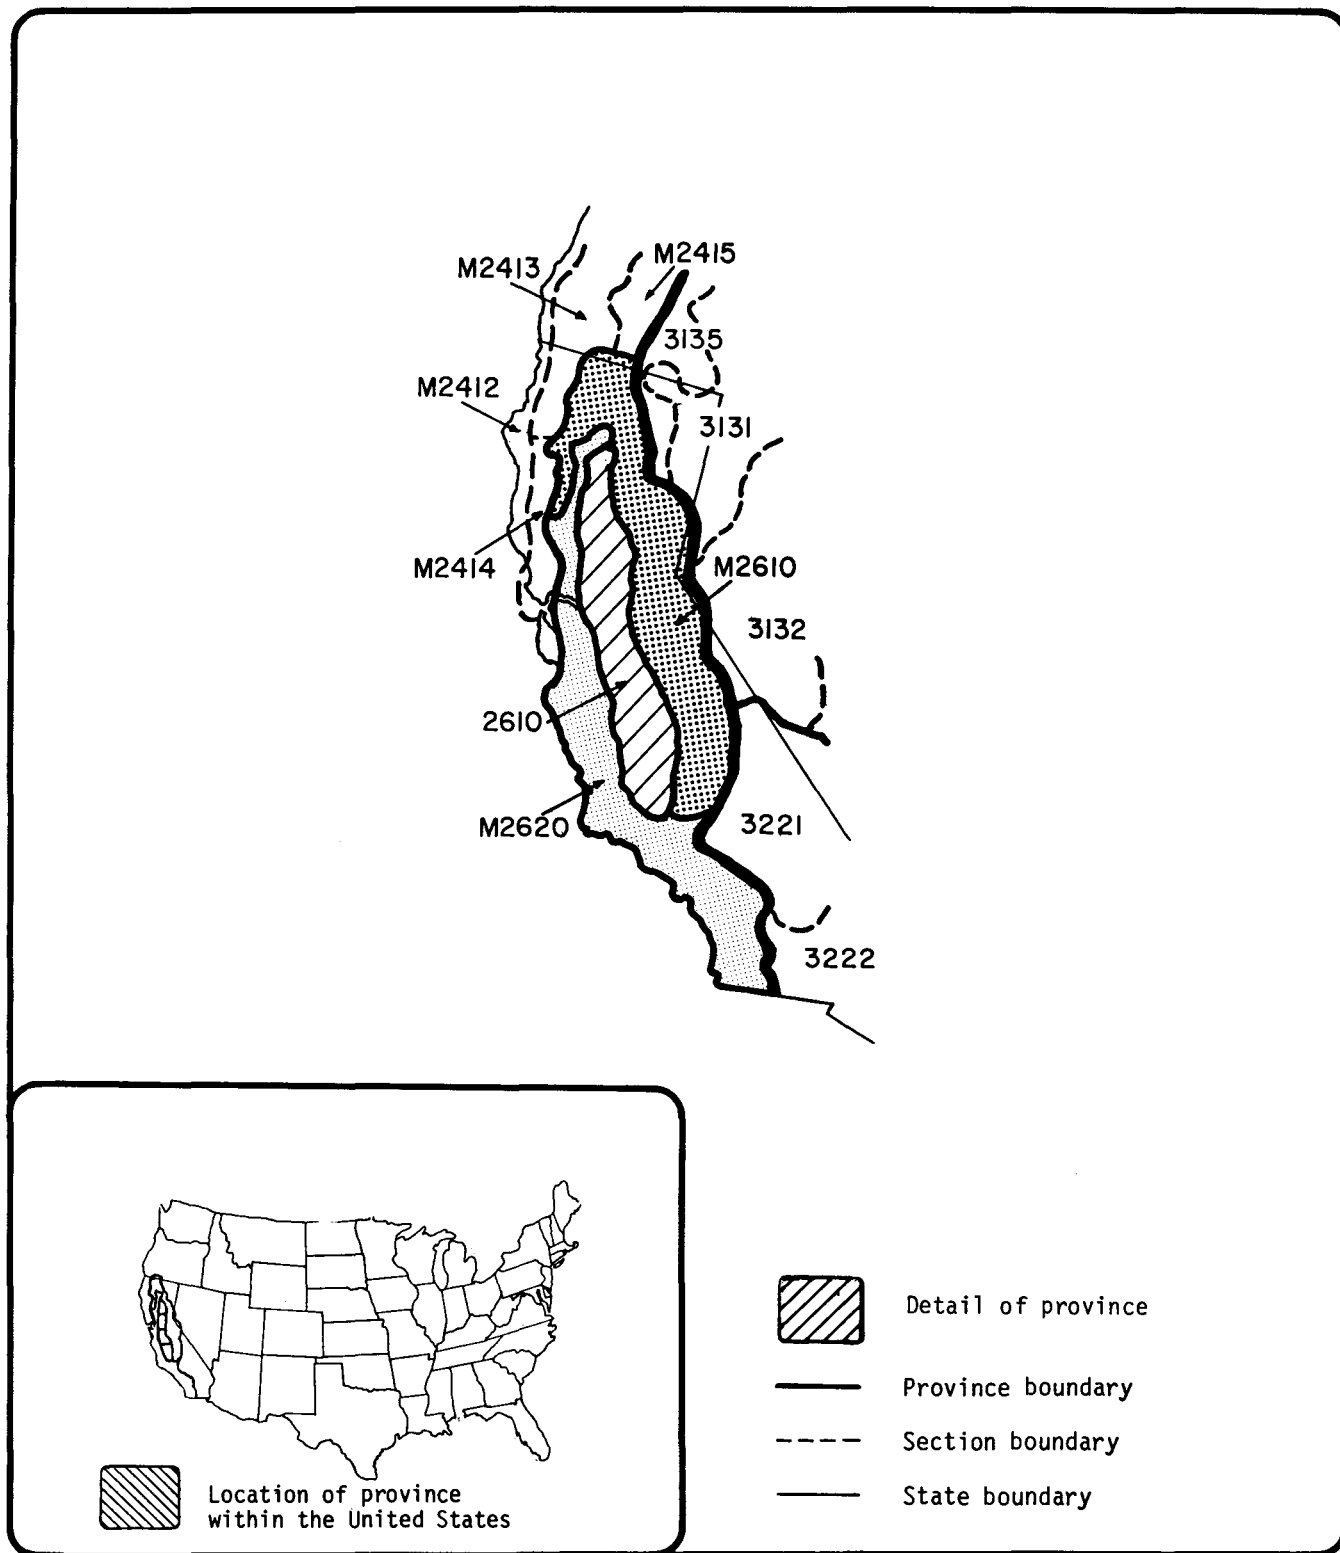 M2413
M2415
3135
M2412
3131
M2414
M2610
3132
2610
M2620
3221
3222
Detail of province
Province boundary
Section boundary
State boundary
Location of province
within the United States